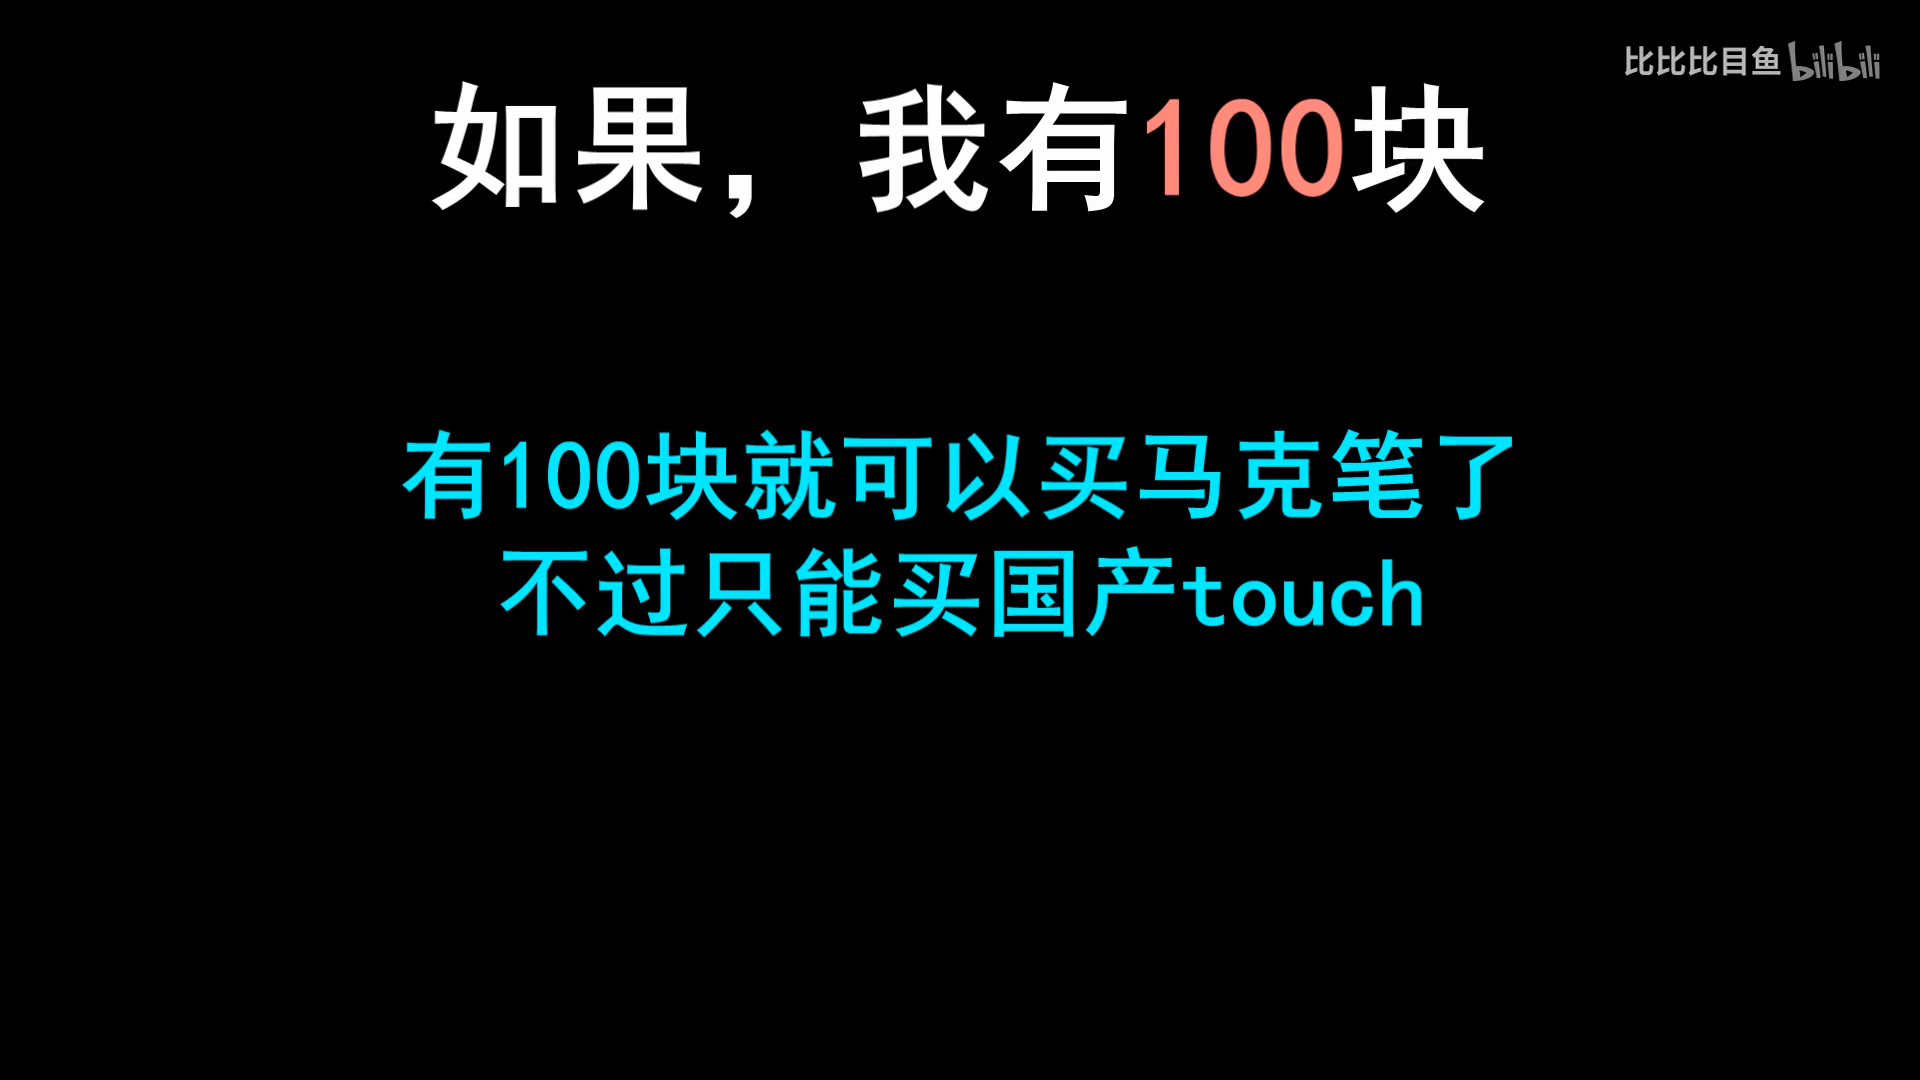 比比比目鱼 bilibili
如果，我有100块
有100块就可以买马克笔了
不过只能买国产touch